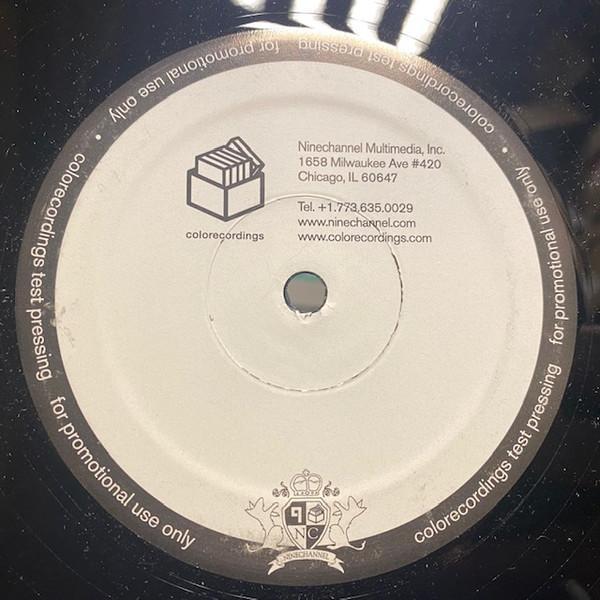 Ninechannel Multimedia, Inc.
1658 Milwaukee Ave #420
Chicago, IL 60647
Tel. +1.773.635.0029
www.ninechannel.com
www.colorecordings.com
colorecordings
colorecordings test pressing
for promotional use only
colorecordings test pressing
for promotional use only
colorecordings test pressing
for promotional use only
NC
NINECHANNEL